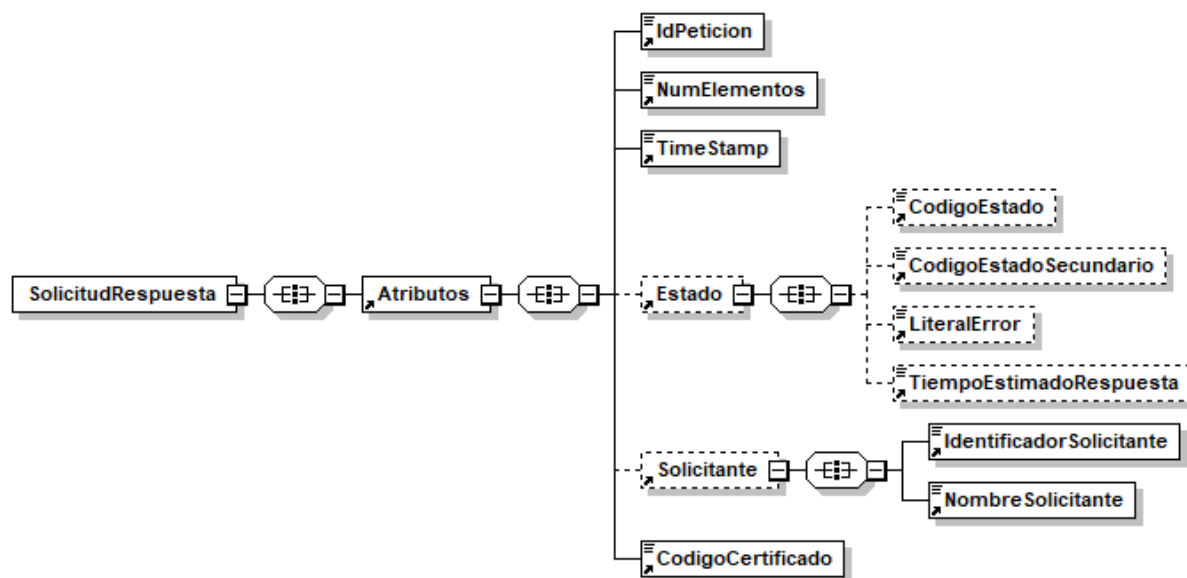 IdPeticion
NumElementos
TimeStamp
CodigoEstado
CodigoEstadoSecundario
SolicitudRespuesta
Atributos
Estado
LiteralError
TiempoEstimadoRespuesta
IdentificadorSolicitante
Solicitante
NombreSolicitante
CodigoCertificado